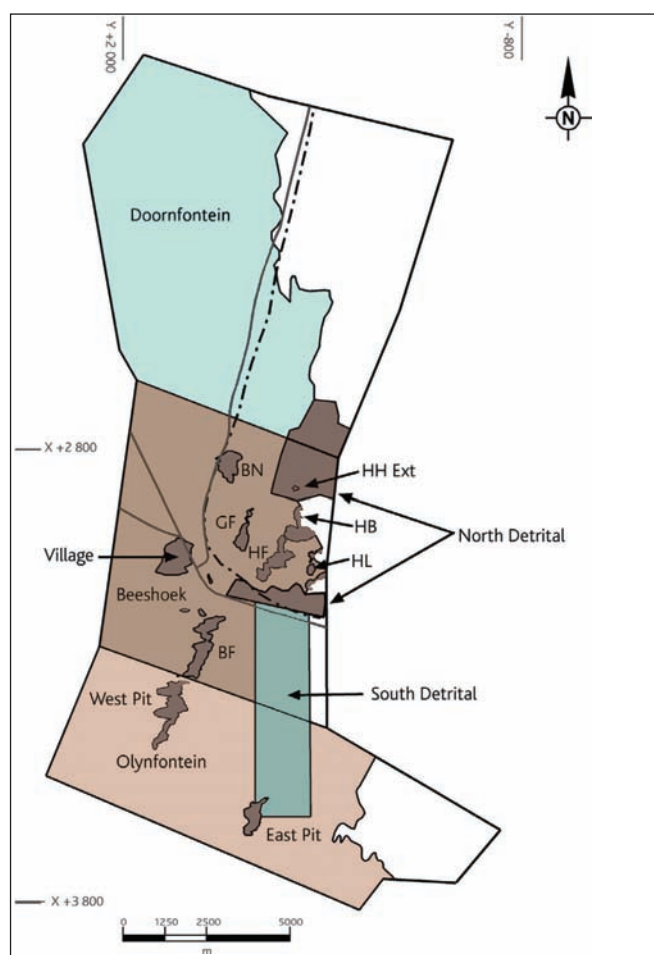 Y +2 000
Y -800
N
Doornfontein
X +2 800
BN
HH Ext
GF
HB
North Detrital
HF
Village
HL
Beeshoek
BF
South Detrital
West Pit
Olynfontein
East Pit
X +3 800
0 1250 2500 5000
m